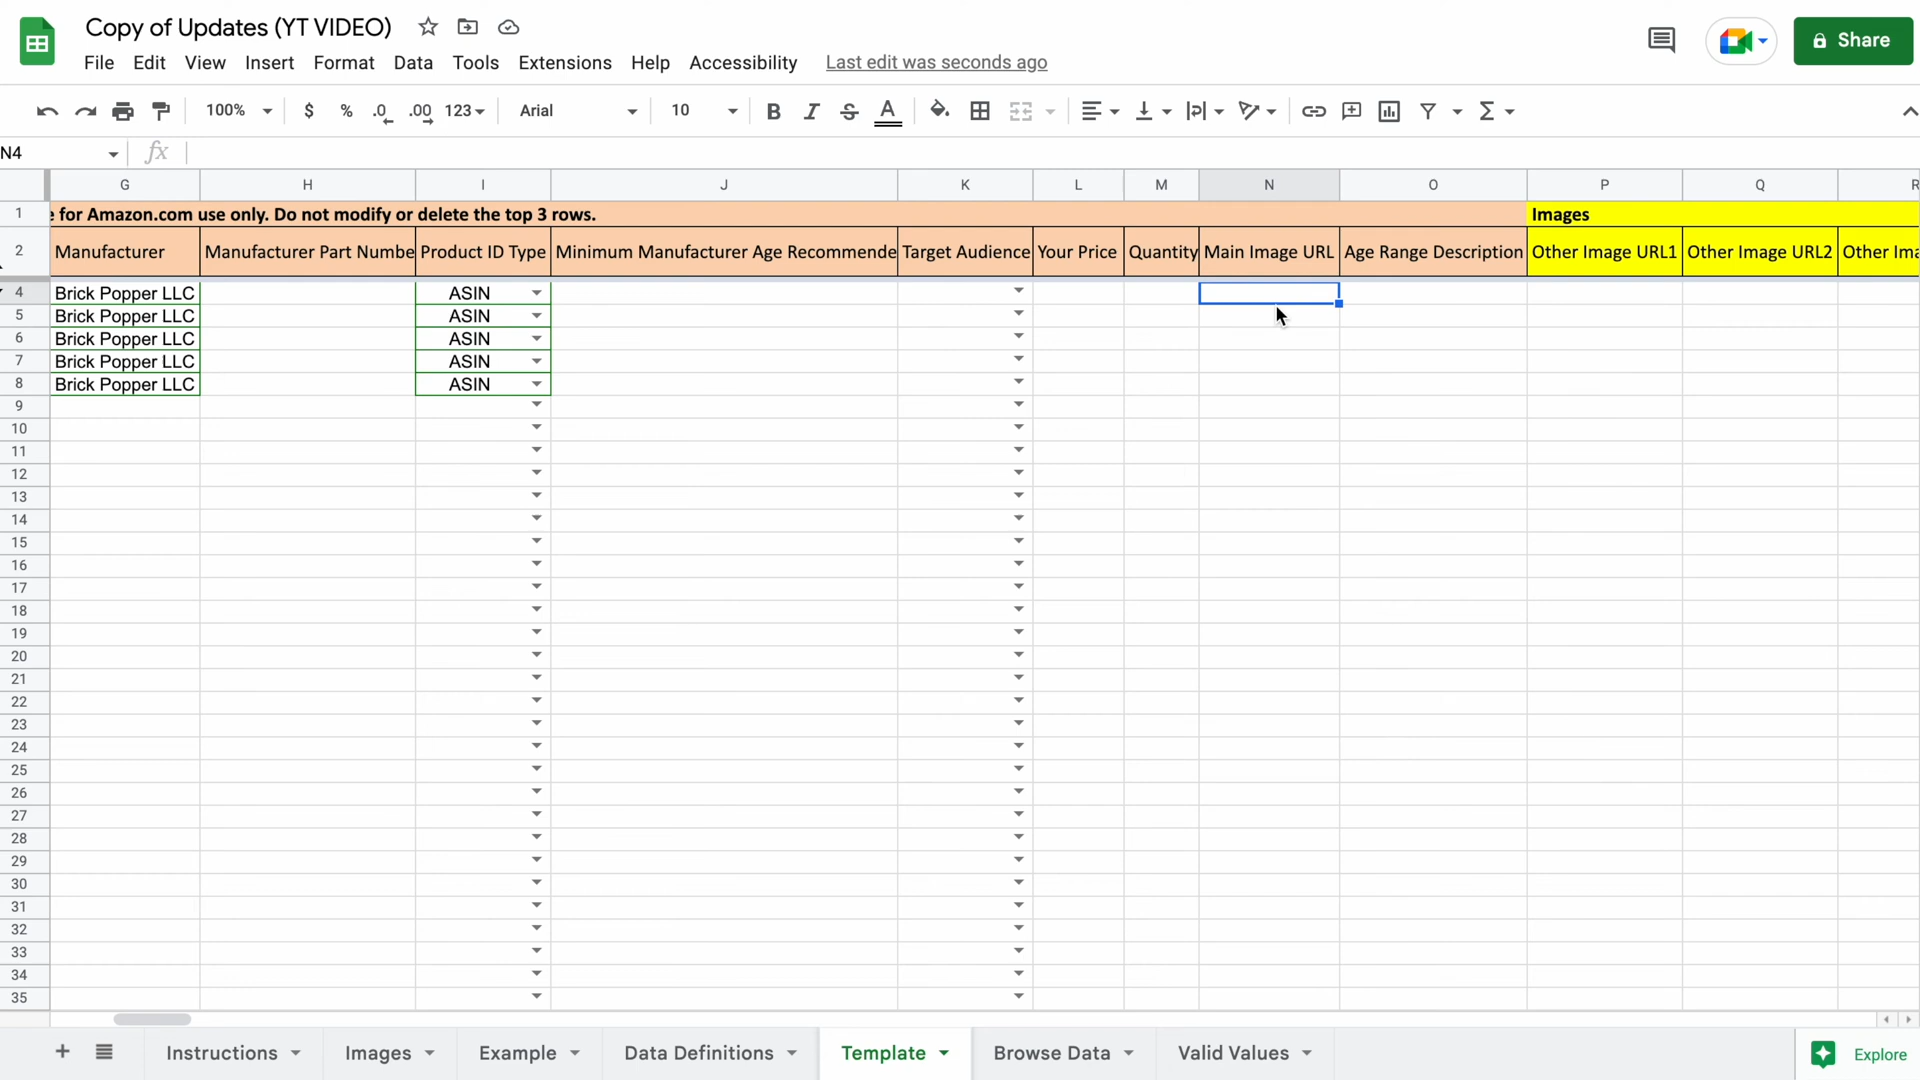 Copy of Updates (YT VIDEO)
File Edit View Insert Format Data Tools Extensions Help Accessibility Last edit was seconds ago
Share
100% $ % .0 .00 123 Arial 10 B I S A
N4 fx
G H I J K L M N O P Q R
1 for Amazon.com use only. Do not modify or delete the top 3 rows. Images
2 Manufacturer Manufacturer Part Numbe Product ID Type Minimum Manufacturer Age Recommende Target Audience Your Price Quantity Main Image URL Age Range Description Other Image URL1 Other Image URL2 Other Ima
4 Brick Popper LLC ASIN
5 Brick Popper LLC ASIN
6 Brick Popper LLC ASIN
7 Brick Popper LLC ASIN
8 Brick Popper LLC ASIN
9
10
11
12
13
14
15
16
17
18
19
20
21
22
23
24
25
26
27
28
29
30
31
32
33
34
35
Instructions Images Example Data Definitions Template Browse Data Valid Values Explore